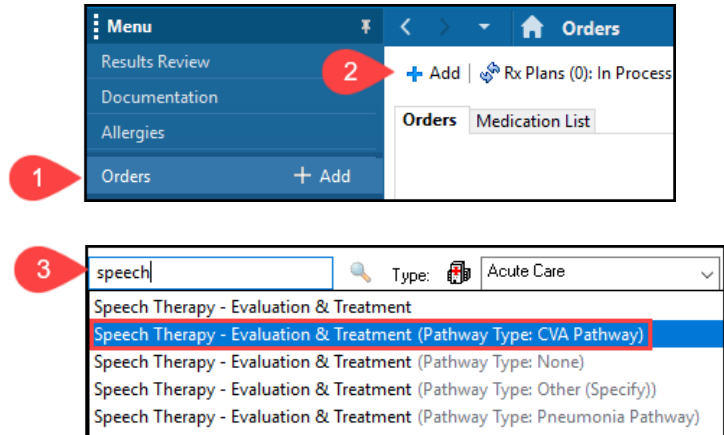 Menu
Orders
Results Review
2
+ Add | Rx Plans (0): In Process
Documentation
Orders Medication List
Allergies
1
Orders + Add
3
speech Type: Acute Care
Speech Therapy - Evaluation & Treatment
Speech Therapy - Evaluation & Treatment (Pathway Type: CVA Pathway)
Speech Therapy - Evaluation & Treatment (Pathway Type: None)
Speech Therapy - Evaluation & Treatment (Pathway Type: Other (Specify))
Speech Therapy - Evaluation & Treatment (Pathway Type: Pneumonia Pathway)